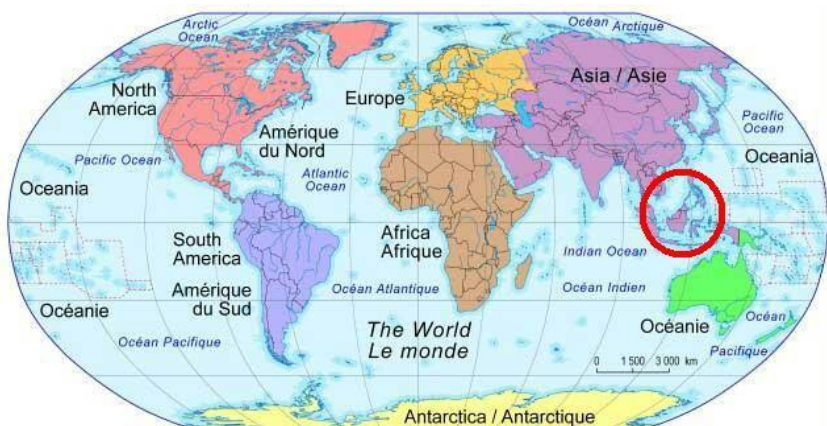 Arctic
Ocean
Océan
Arctique
North
America
Europe
Asia / Asie
Amérique
du Nord
Pacific
Ocean
Pacific Ocean
Atlantic
Ocean
Oceania
Oceania
South
America
Africa
Afrique
Indian Ocean
Amérique
du Sud
Océan Atlantique
Océan Indien
Océanie
Océanie
Océan
Pacifique
Océan Pacifique
The World
Le monde
0 1 500 3 000 km
Antarctica / Antarctique